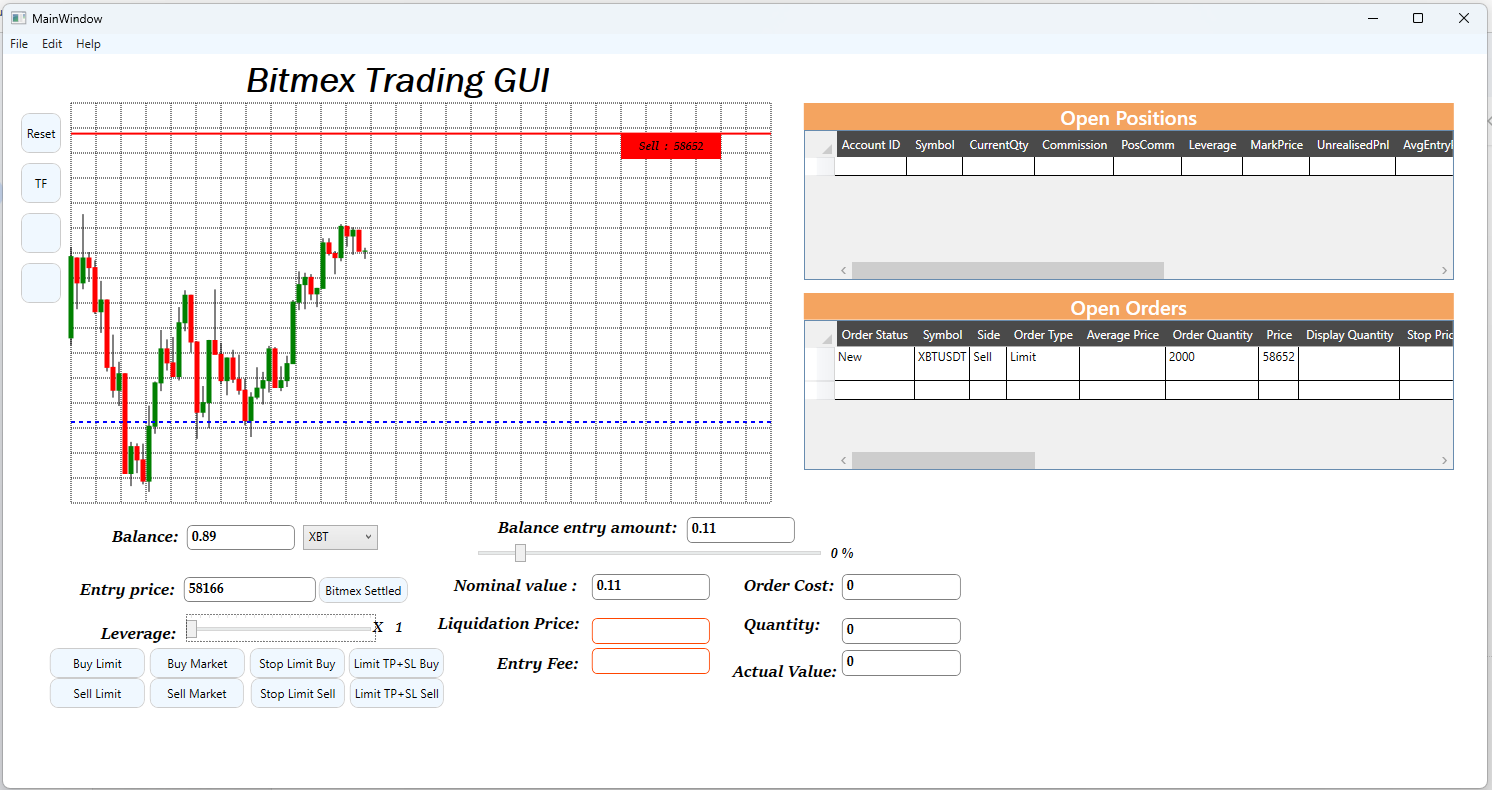 MainWindow
File Edit Help
Bitmex Trading GUI
Reset
TF
Sell : 58652
Open Positions
Account ID Symbol CurrentQty Commission PosComm Leverage MarkPrice UnrealisedPnl AvgEntryP
Open Orders
Order Status Symbol Side Order Type Average Price Order Quantity Price Display Quantity Stop Pric
New XBTUSDT Sell Limit 2000 58652
Balance: 0.89 XBT
Balance entry amount: 0.11
0 %
Entry price: 58166 Bitmex Settled
Nominal value : 0.11
Order Cost: 0
Leverage: X 1
Liquidation Price:
Quantity: 0
Entry Fee:
Actual Value: 0
Buy Limit Buy Market Stop Limit Buy Limit TP+SL Buy
Sell Limit Sell Market Stop Limit Sell Limit TP+SL Sell